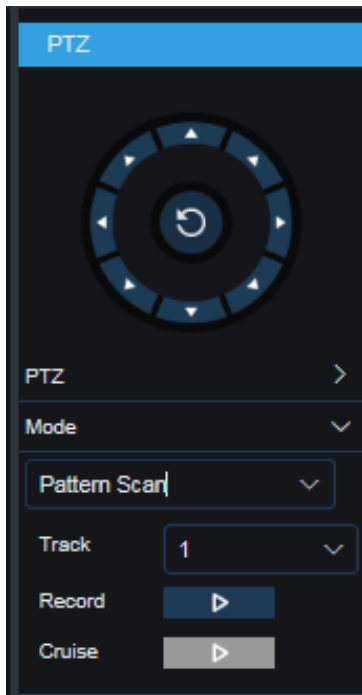 PTZ
PTZ
Mode
Pattern Scan
Track 1
Record
Cruise